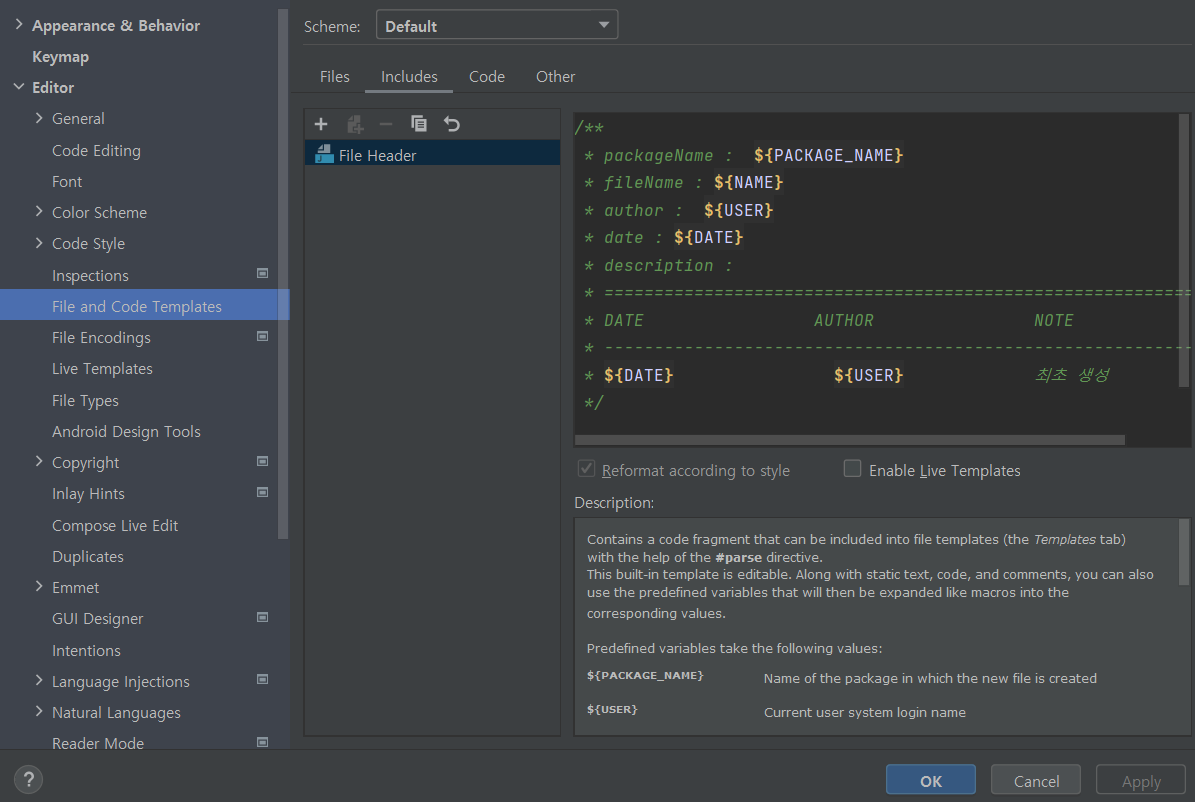 Appearance & Behavior
Keymap
Editor
General
Code Editing
Font
Color Scheme
Code Style
Inspections
File and Code Templates
File Encodings
Live Templates
File Types
Android Design Tools
Copyright
Inlay Hints
Compose Live Edit
Duplicates
Emmet
GUI Designer
Intentions
Language Injections
Natural Languages
Reader Mode
?
Scheme: Default
Files Includes Code Other
File Header
/**
* packageName : ${PACKAGE_NAME}
* fileName : ${NAME}
* author : ${USER}
* date : ${DATE}
* description :
* ===========================================================
* DATE AUTHOR NOTE
* -----------------------------------------------------------
* ${DATE} ${USER} 최초 생성
*/
Reformat according to style Enable Live Templates
Description:
Contains a code fragment that can be included into file templates (the Templates tab)
with the help of the #parse directive.
This built-in template is editable. Along with static text, code, and comments, you can also
use the predefined variables that will then be expanded like macros into the
corresponding values.
Predefined variables take the following values:
${PACKAGE_NAME} Name of the package in which the new file is created
${USER} Current user system login name
OK Cancel Apply